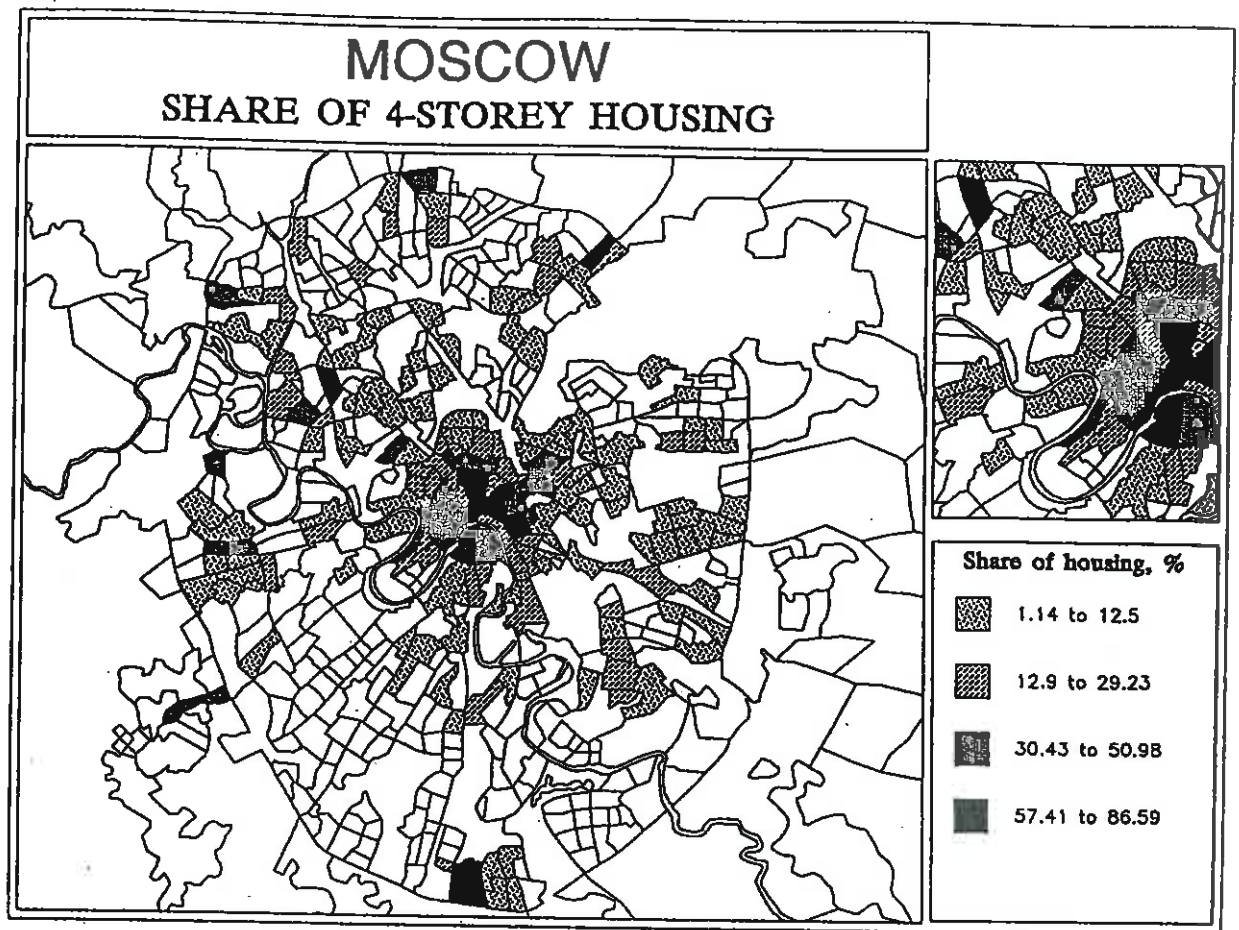 MOSCOW
SHARE OF 4-STOREY HOUSING
Share of housing, %
1.14 to 12.5
12.9 to 29.23
30.43 to 50.98
57.41 to 86.59